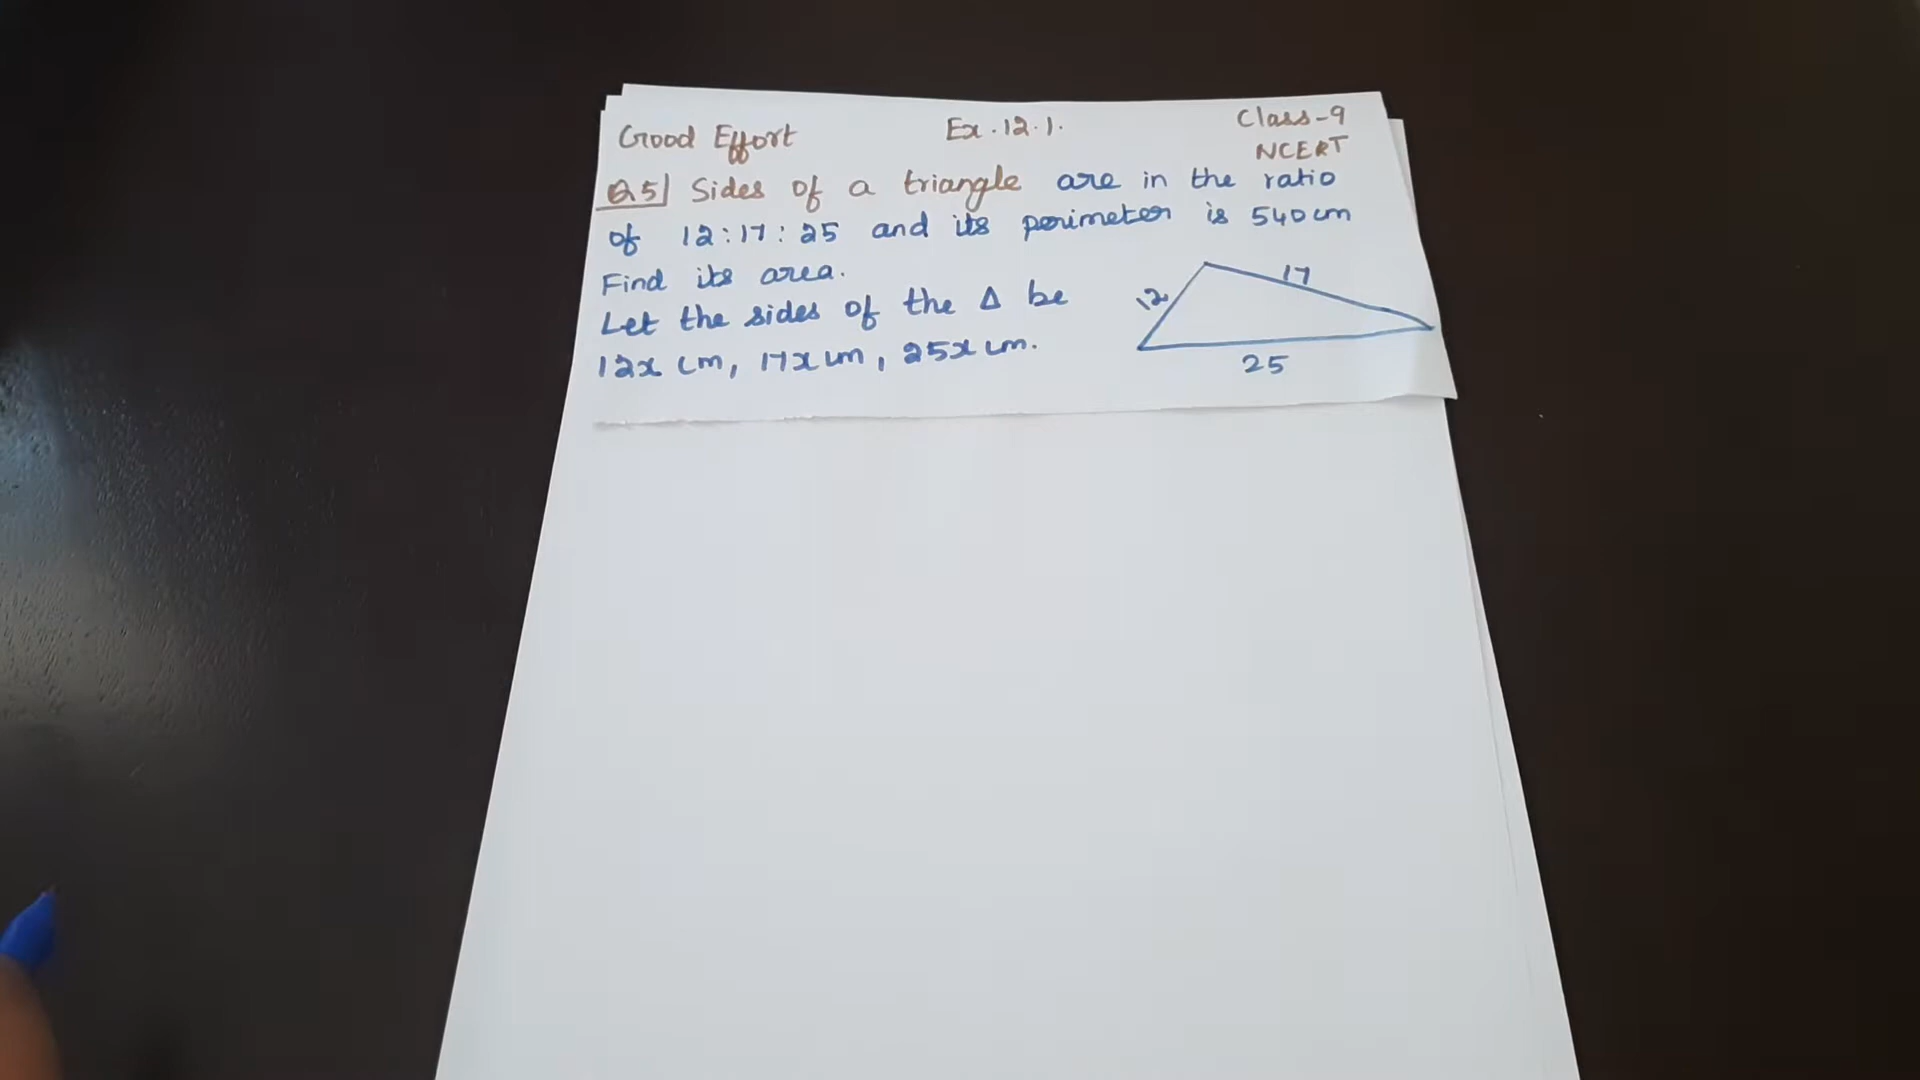 Good Effort Ex.12.1. Class-9
NCERT
Q5 Sides of a triangle are in the ratio
of 12:17:25 and its perimeter is 540cm
Find its area.
Let the sides of the Δ be
12x cm, 17x cm, 25x cm.
12
17
25